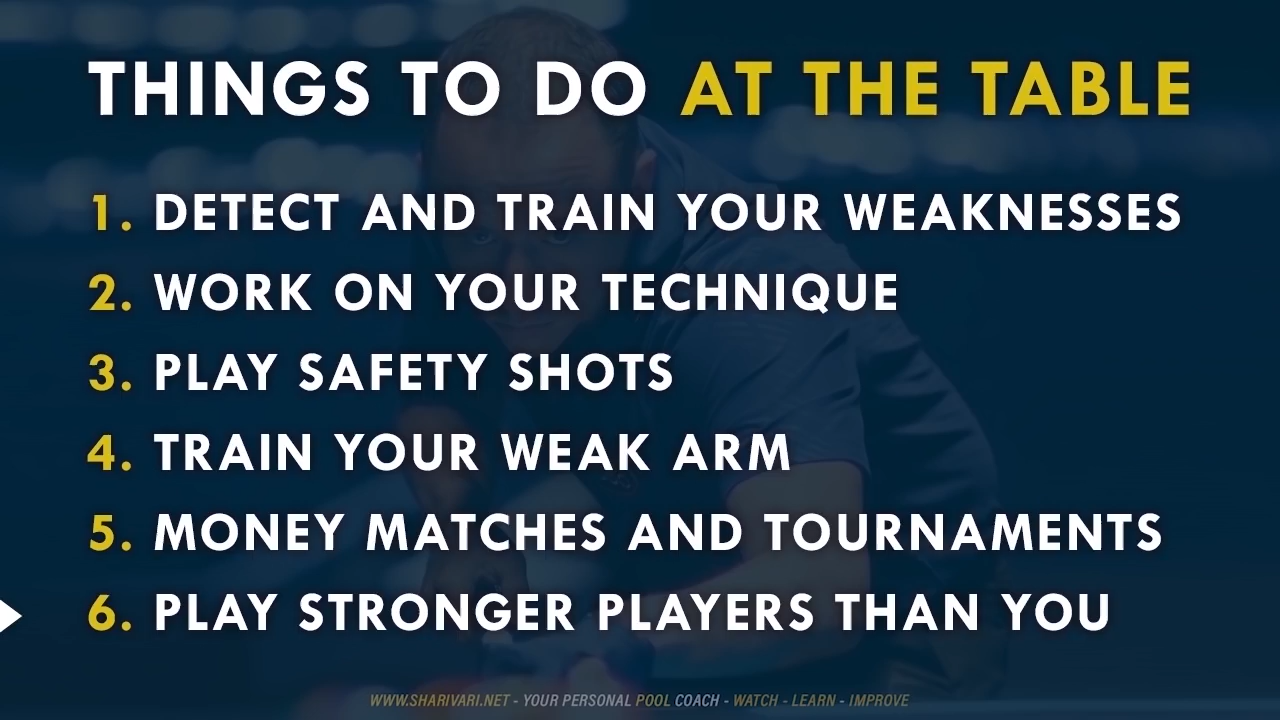 THINGS TO DO AT THE TABLE
1. DETECT AND TRAIN YOUR WEAKNESSES
2. WORK ON YOUR TECHNIQUE
3. PLAY SAFETY SHOTS
4. TRAIN YOUR WEAK ARM
5. MONEY MATCHES AND TOURNAMENTS
6. PLAY STRONGER PLAYERS THAN YOU
WWW.SHARIVARI.NET - YOUR PERSONAL POOL COACH - WATCH - LEARN - IMPROVE